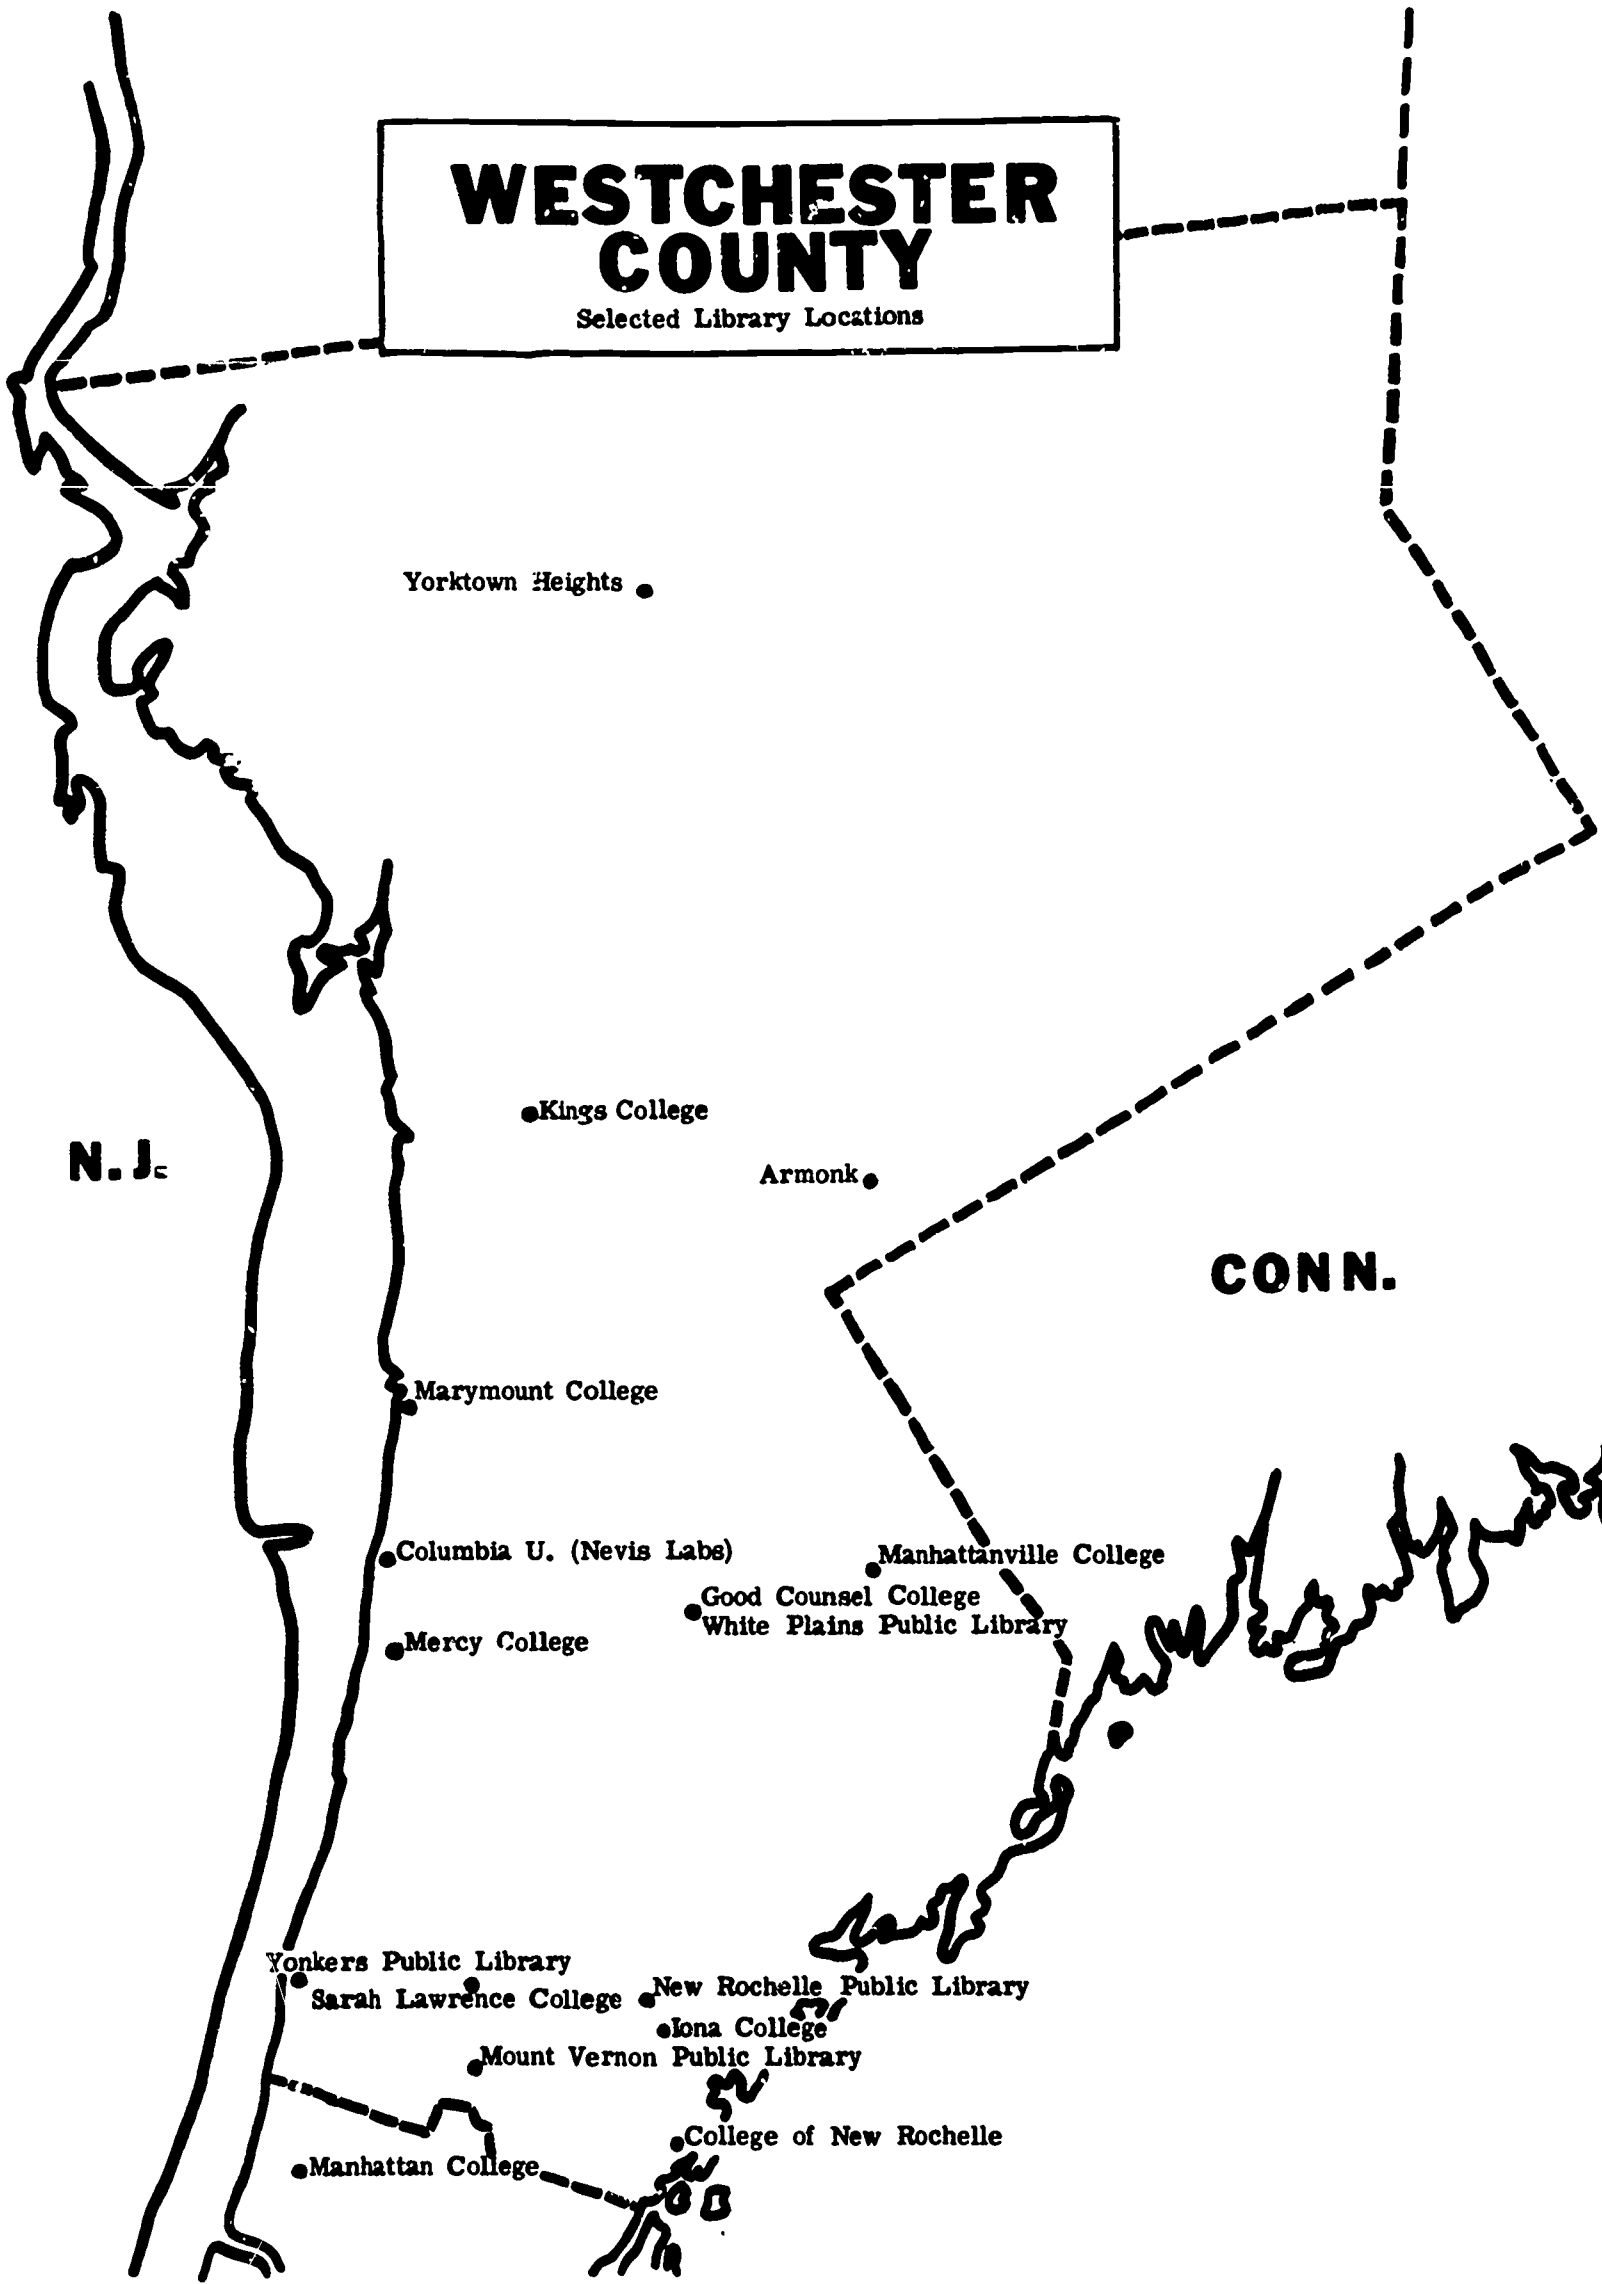 WESTCHESTER
COUNTY
Selected Library Locations
Yorktown Heights
Kings College
N.J.
Armonk
CONN.
Marymount College
Columbia U. (Nevis Labs)
Manhattanville College
Good Counsel College
White Plains Public Library
Mercy College
Yonkers Public Library
Sarah Lawrence College
New Rochelle Public Library
Iona College
Mount Vernon Public Library
College of New Rochelle
Manhattan College